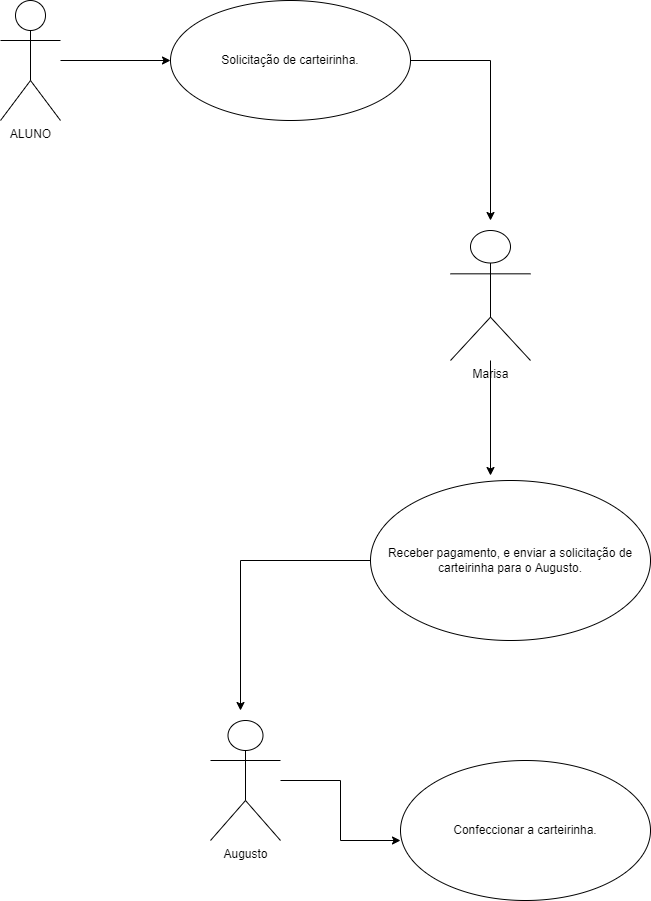 Solicitação de carteirinha.
ALUNO
Marisa
Receber pagamento, e enviar a solicitação de
carteirinha para o Augusto.
Confeccionar a carteirinha.
Augusto